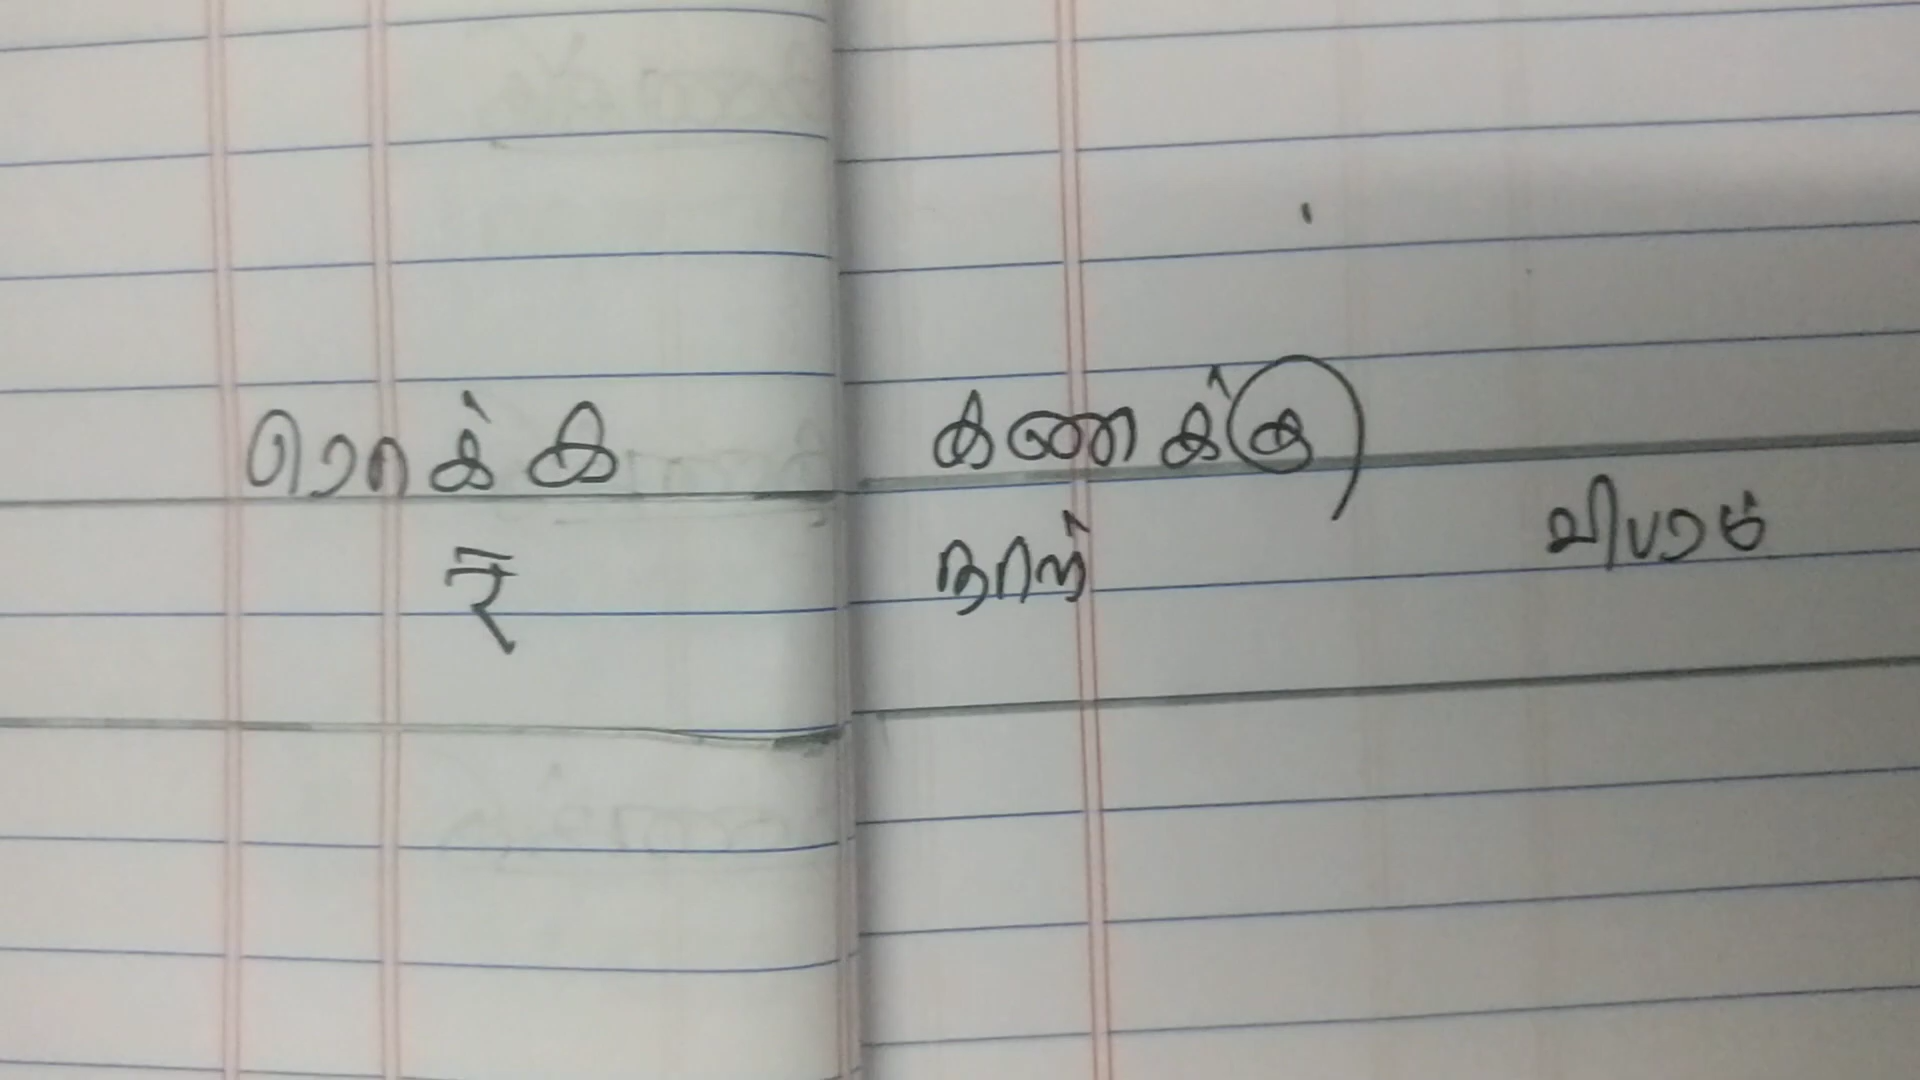 ரொக்க கணக்கு
₹ நாள் விபரம்